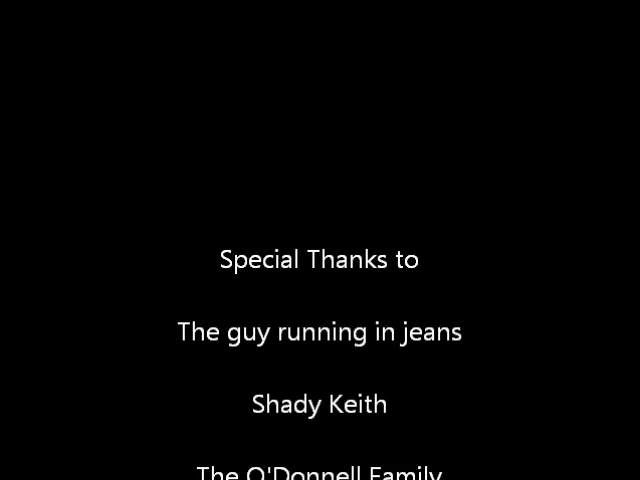 Special Thanks to
The guy running in jeans
Shady Keith
The O'Donnell Family